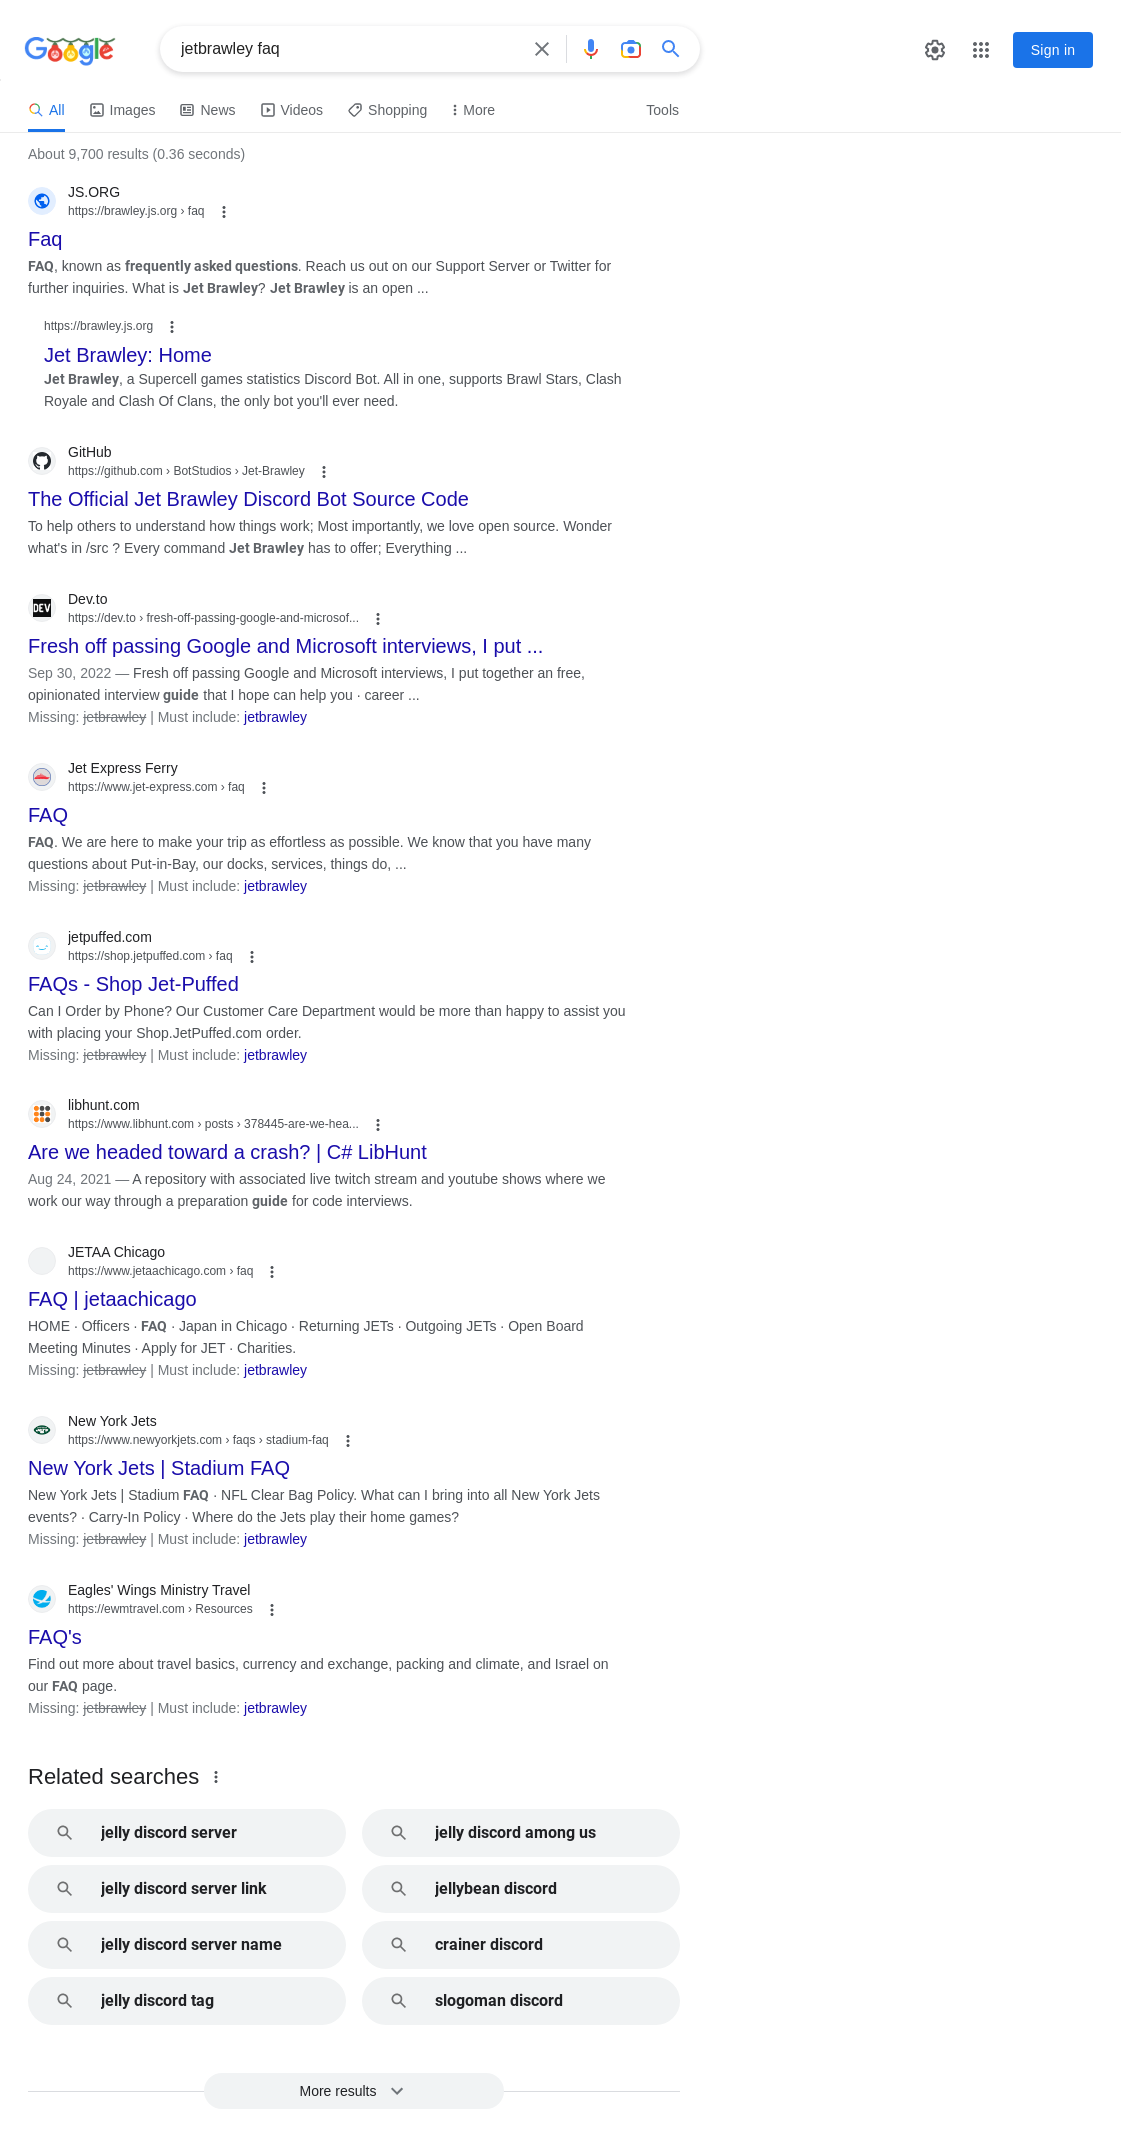 Google
jetbrawley faq
Sign in
All
Images
News
Videos
Shopping
More
Tools
About 9,700 results (0.36 seconds)
JS.ORG
https://brawley.js.org › faq
Faq
FAQ, known as frequently asked questions. Reach us out on our Support Server or Twitter for
further inquiries. What is Jet Brawley? Jet Brawley is an open ...
https://brawley.js.org
Jet Brawley: Home
Jet Brawley, a Supercell games statistics Discord Bot. All in one, supports Brawl Stars, Clash
Royale and Clash Of Clans, the only bot you'll ever need.
GitHub
https://github.com › BotStudios › Jet-Brawley
The Official Jet Brawley Discord Bot Source Code
To help others to understand how things work; Most importantly, we love open source. Wonder
what's in /src ? Every command Jet Brawley has to offer; Everything ...
DEV
Dev.to
https://dev.to › fresh-off-passing-google-and-microsof...
Fresh off passing Google and Microsoft interviews, I put ...
Sep 30, 2022 — Fresh off passing Google and Microsoft interviews, I put together an free,
opinionated interview guide that I hope can help you · career ...
Missing: jetbrawley | Must include: jetbrawley
Jet Express Ferry
https://www.jet-express.com › faq
FAQ
FAQ. We are here to make your trip as effortless as possible. We know that you have many
questions about Put-in-Bay, our docks, services, things do, ...
Missing: jetbrawley | Must include: jetbrawley
jetpuffed.com
https://shop.jetpuffed.com › faq
FAQs - Shop Jet-Puffed
Can I Order by Phone? Our Customer Care Department would be more than happy to assist you
with placing your Shop.JetPuffed.com order.
Missing: jetbrawley | Must include: jetbrawley
libhunt.com
https://www.libhunt.com › posts › 378445-are-we-hea...
Are we headed toward a crash? | C# LibHunt
Aug 24, 2021 — A repository with associated live twitch stream and youtube shows where we
work our way through a preparation guide for code interviews.
JETAA Chicago
https://www.jetaachicago.com › faq
FAQ | jetaachicago
HOME · Officers · FAQ · Japan in Chicago · Returning JETs · Outgoing JETs · Open Board
Meeting Minutes · Apply for JET · Charities.
Missing: jetbrawley | Must include: jetbrawley
New York Jets
https://www.newyorkjets.com › faqs › stadium-faq
New York Jets | Stadium FAQ
New York Jets | Stadium FAQ · NFL Clear Bag Policy. What can I bring into all New York Jets
events? · Carry-In Policy · Where do the Jets play their home games?
Missing: jetbrawley | Must include: jetbrawley
Eagles' Wings Ministry Travel
https://ewmtravel.com › Resources
FAQ's
Find out more about travel basics, currency and exchange, packing and climate, and Israel on
our FAQ page.
Missing: jetbrawley | Must include: jetbrawley
Related searches
jelly discord server
jelly discord among us
jelly discord server link
jellybean discord
jelly discord server name
crainer discord
jelly discord tag
slogoman discord
More results